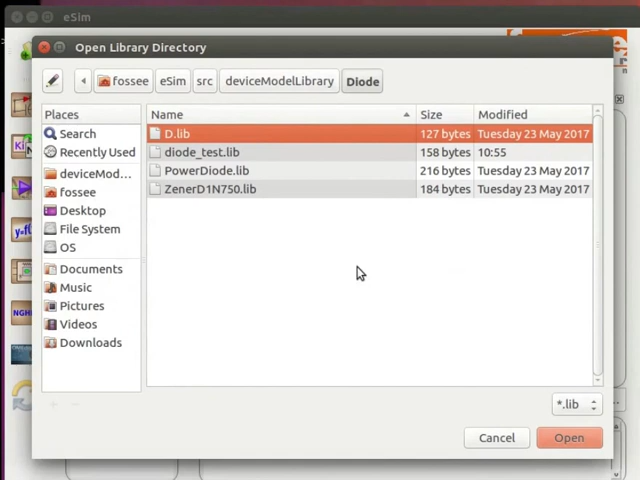 eSim
Open Library Directory
fossee eSim src deviceModelLibrary Diode
Places Name Size Modified
Search D.lib 127 bytes Tuesday 23 May 2017
Recently Used diode_test.lib 158 bytes 10:55
deviceMod... PowerDiode.lib 216 bytes Tuesday 23 May 2017
fossee ZenerD1N750.lib 184 bytes Tuesday 23 May 2017
Desktop
File System
OS
Documents
Music
Pictures
Videos
Downloads
*.lib
Cancel Open